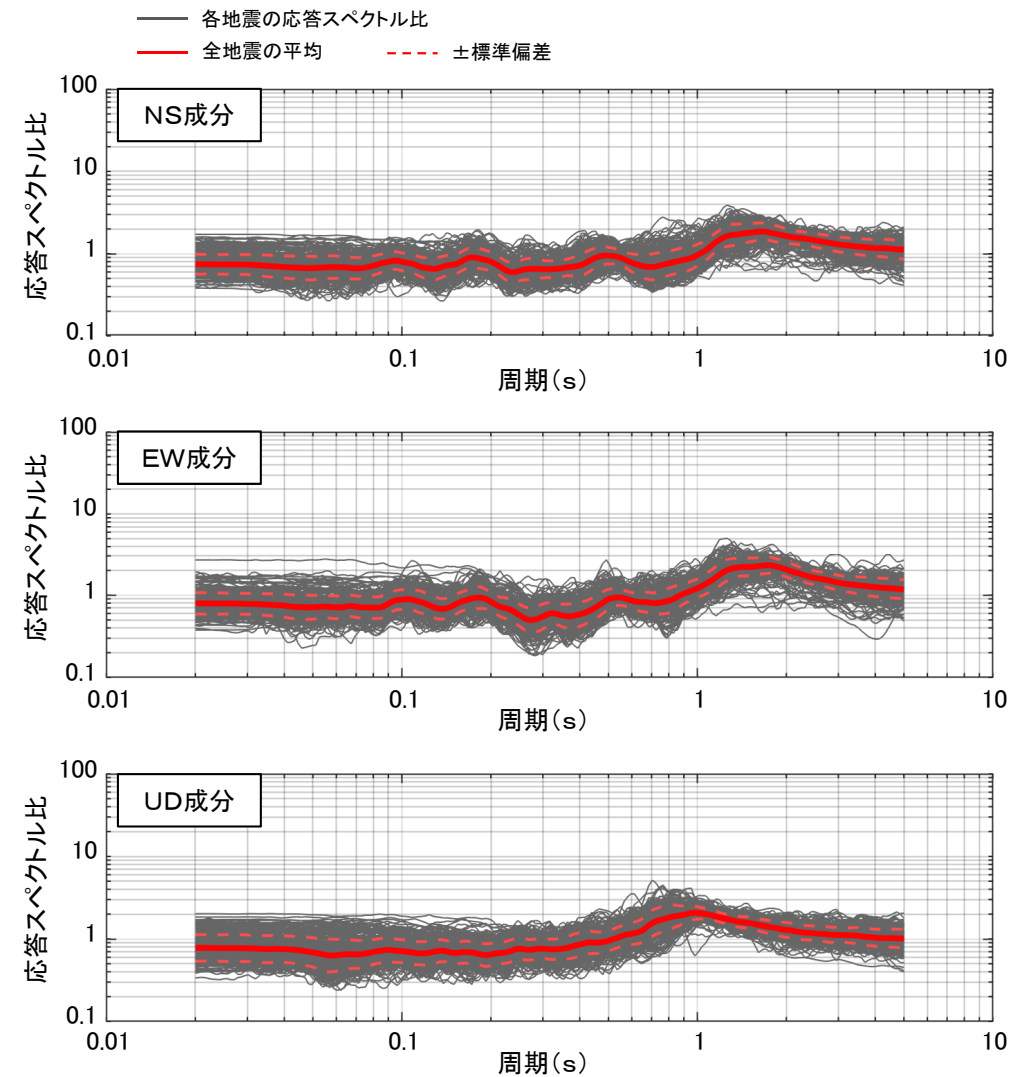 各地震の応答スペクトル比
全地震の平均 ±標準偏差
NS成分
応答スペクトル比
100
10
1
0.1
0.01 0.1 1 10
周期(s)
EW成分
応答スペクトル比
100
10
1
0.1
0.01 0.1 1 10
周期(s)
UD成分
応答スペクトル比
100
10
1
0.1
0.01 0.1 1 10
周期(s)